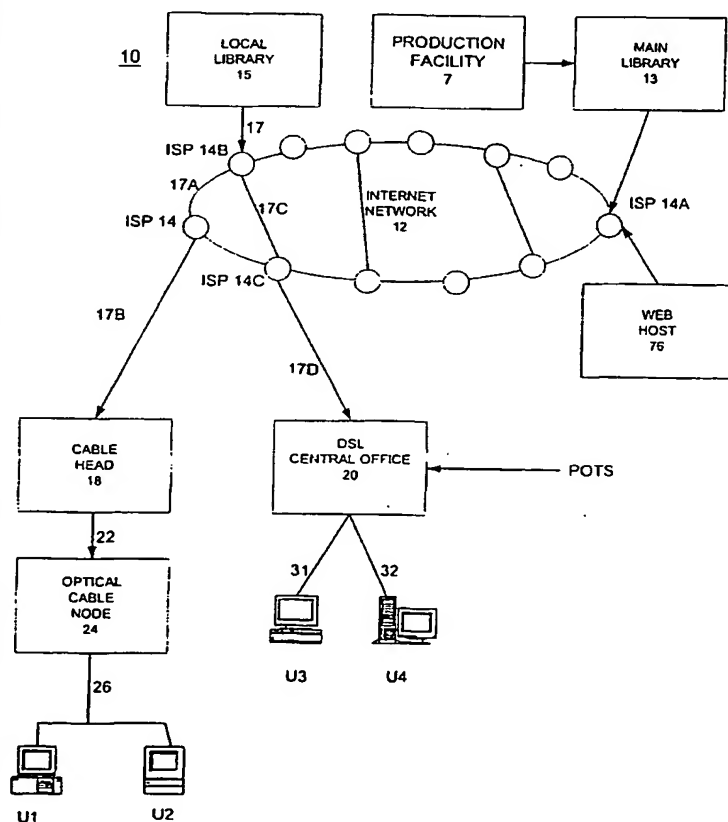 10
LOCAL
LIBRARY
15
PRODUCTION
FACILITY
7
MAIN
LIBRARY
13
17
ISP 14B
17A
17C
INTERNET
NETWORK
12
ISP 14A
ISP 14
ISP 14C
WEB
HOST
76
17B
17D
CABLE
HEAD
18
DSL
CENTRAL OFFICE
20
POTS
22
OPTICAL
CABLE
NODE
24
31
32
U3
U4
26
U1
U2